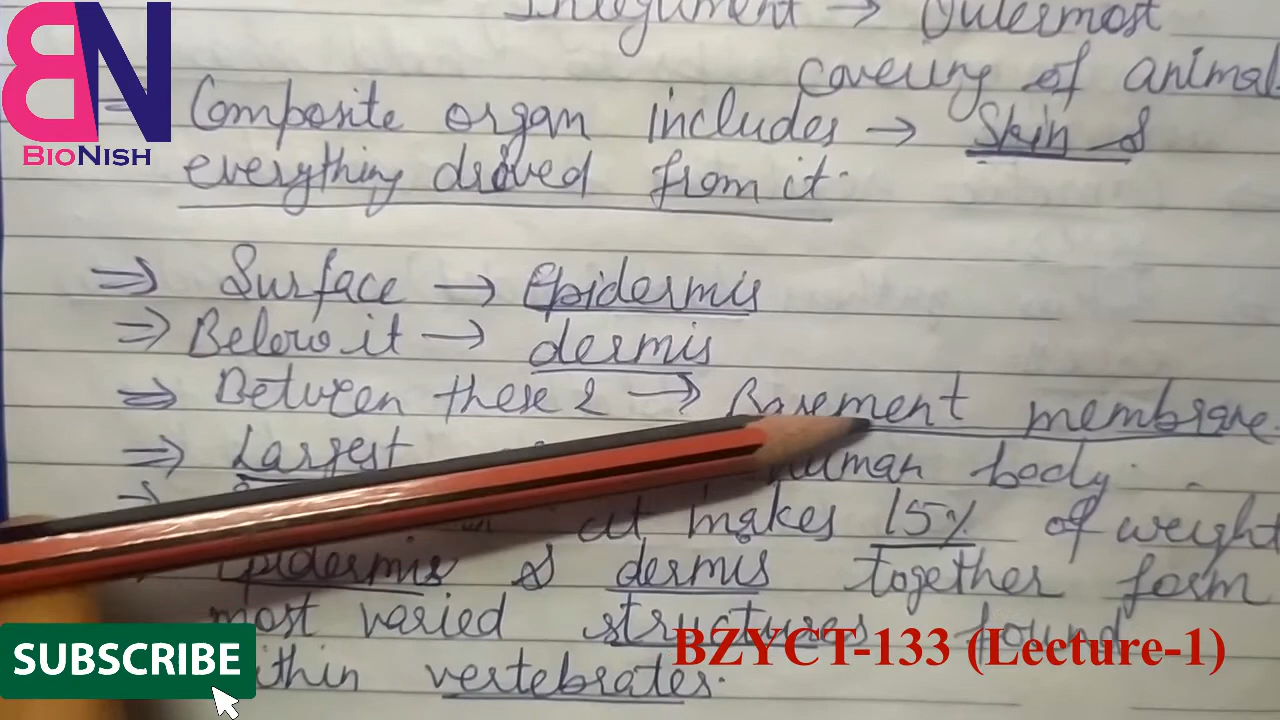 Integument → Outermost
covering of animal
BN
BIONISH
⇒ Composite organ includes → Skin &
everything drived from it.
⇒ Surface → Epidermis
⇒ Below it → dermis
⇒ Between these 2 → Basement membrane.
⇒ Largest human body.
⇒ it makes 15% of weight
⇒ Epidermis & dermis together form
most varied structures found
within vertebrates.
BZYCT-133 (Lecture-1)
SUBSCRIBE